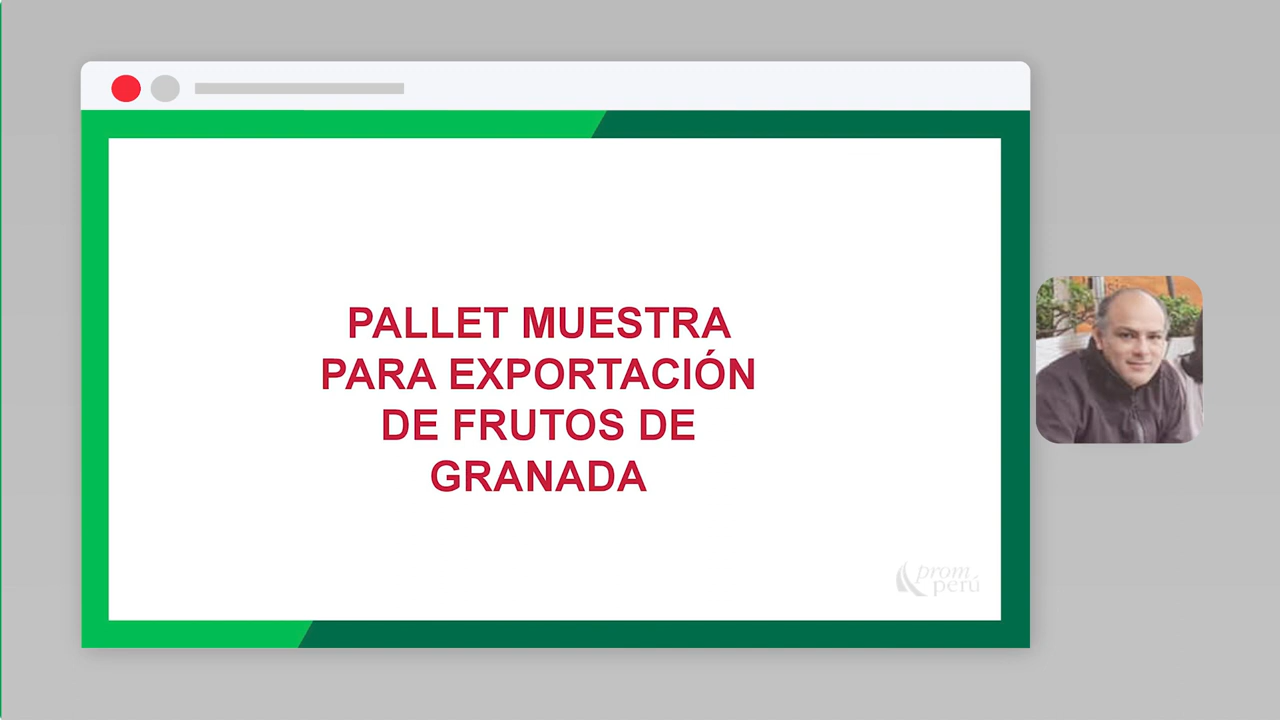 PALLET MUESTRA
PARA EXPORTACIÓN
DE FRUTOS DE
GRANADA
prom
perú